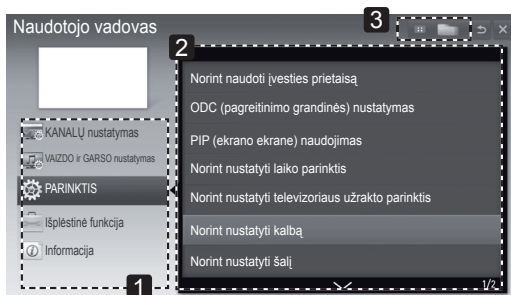 Naudotojo vadovas
3
2
Norint naudoti įvesties prietaisą
ODC (pagreitinimo grandinės) nustatymas
PIP (ekrano ekrane) naudojimas
Norint nustatyti laiko parinktis
Norint nustatyti televizoriaus užrakto parinktis
Norint nustatyti kalbą
Norint nustatyti šalį
1/2
KANALŲ nustatymas
VAIZDO ir GARSO nustatymas
PARINKTIS
Išplėstinė funkcija
Informacija
1